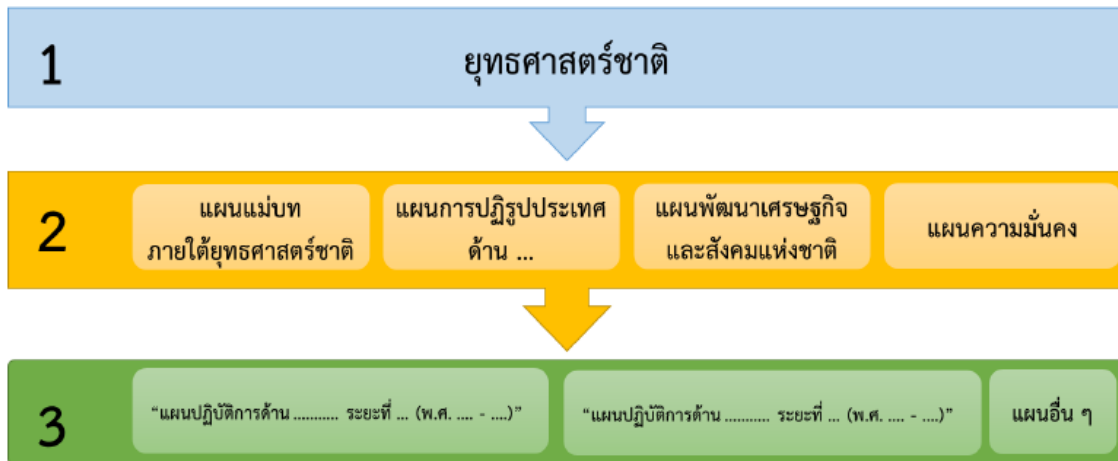 1
ยุทธศาสตร์ชาติ
2
แผนแม่บท
ภายใต้ยุทธศาสตร์ชาติ
แผนการปฏิรูปประเทศ
ด้าน ...
แผนพัฒนาเศรษฐกิจ
และสังคมแห่งชาติ
แผนความมั่นคง
3
“แผนปฏิบัติการด้าน ........... ระยะที่ ... (พ.ศ. .... - ....)”
“แผนปฏิบัติการด้าน ........... ระยะที่ ... (พ.ศ. .... - ....)”
แผนอื่น ๆ